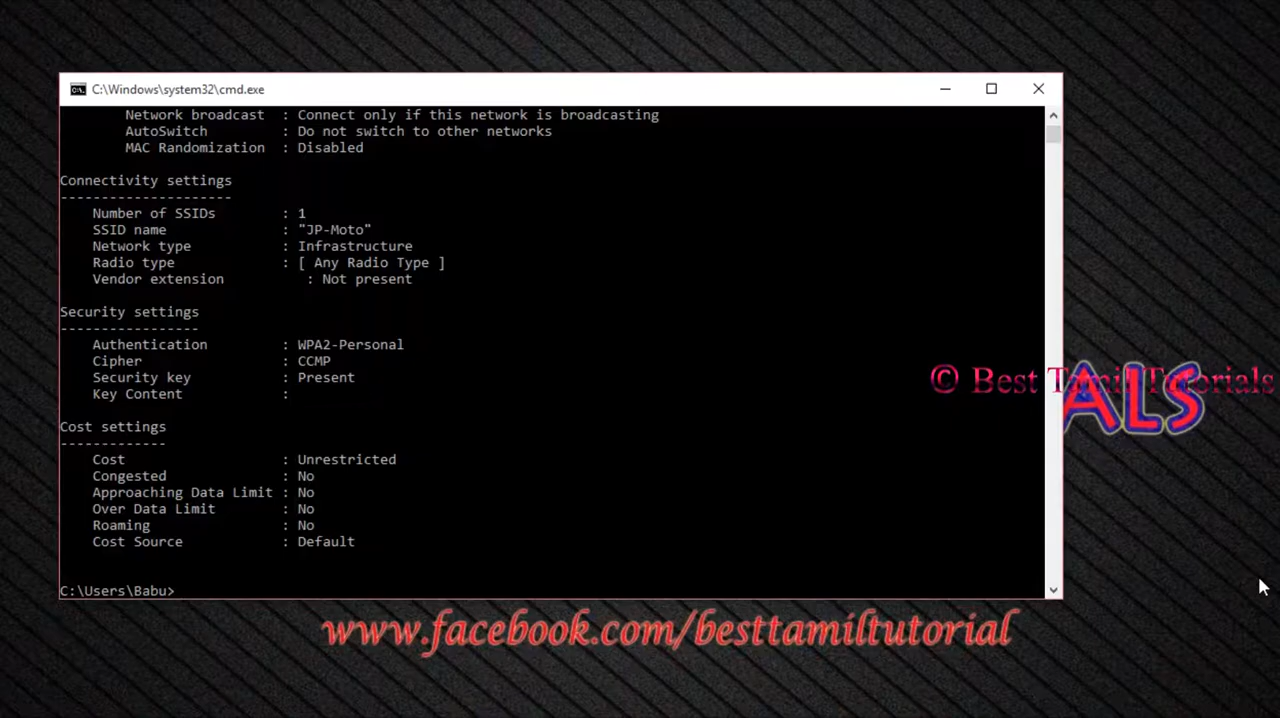 C:\Windows\system32\cmd.exe
Network broadcast : Connect only if this network is broadcasting
AutoSwitch : Do not switch to other networks
MAC Randomization : Disabled
Connectivity settings
---------------------
Number of SSIDs : 1
SSID name : "JP-Moto"
Network type : Infrastructure
Radio type : [ Any Radio Type ]
Vendor extension : Not present
Security settings
-----------------
Authentication : WPA2-Personal
Cipher : CCMP
Security key : Present
Key Content :
Cost settings
-------------
Cost : Unrestricted
Congested : No
Approaching Data Limit : No
Over Data Limit : No
Roaming : No
Cost Source : Default
C:\Users\Babu>
© Best Tamil Tutorials
ALS
www.facebook.com/besttamiltutorial